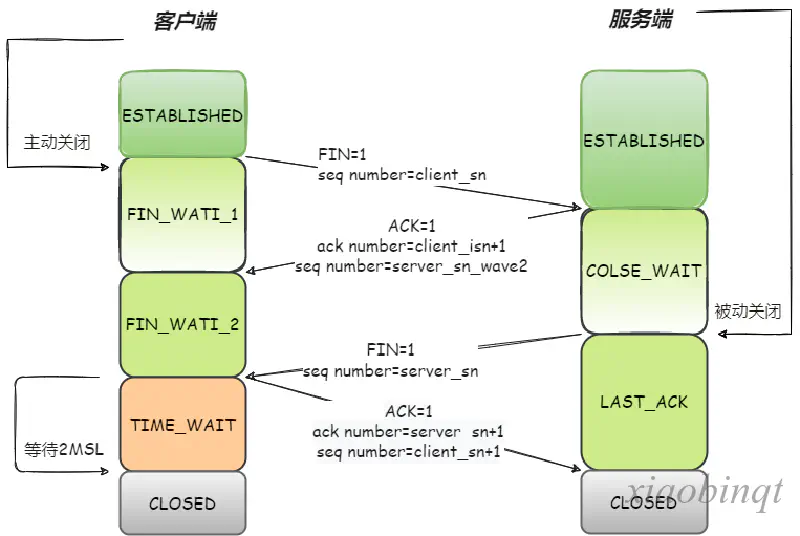 客户端
服务端
ESTABLISHED
ESTABLISHED
主动关闭
FIN=1
seq number=client_sn
FIN_WATI_1
ACK=1
ack number=client_isn+1
seq number=server_sn_wave2
COLSE_WAIT
FIN_WATI_2
被动关闭
FIN=1
seq number=server_sn
LAST_ACK
TIME_WAIT
ACK=1
ack number=server_sn+1
seq number=client_sn+1
等待2MSL
xiaobinqt
CLOSED
CLOSED